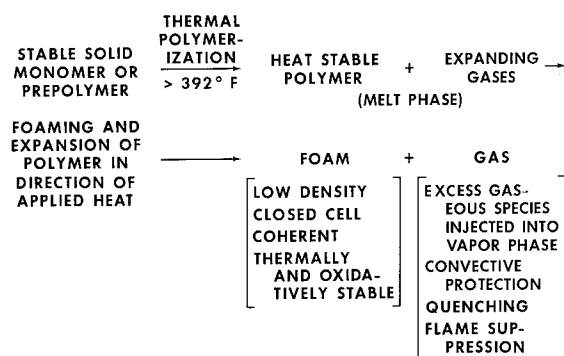 THERMAL
POLYMER-
IZATION
> 392° F
STABLE SOLID
MONOMER OR
PREPOLYMER
HEAT STABLE
POLYMER
+
EXPANDING
GASES
(MELT PHASE)
FOAMING AND
EXPANSION OF
POLYMER IN
DIRECTION OF
APPLIED HEAT
FOAM
+
GAS
LOW DENSITY
CLOSED CELL
COHERENT
THERMALLY
AND OXIDA-
TIVELY STABLE
EXCESS GAS-
EOUS SPECIES
INJECTED INTO
VAPOR PHASE
CONVECTIVE
PROTECTION
QUENCHING
FLAME SUP-
PRESSION